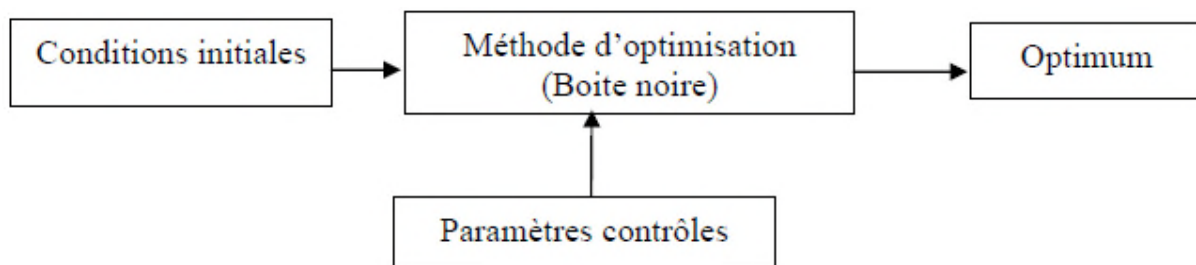 Conditions initiales
Méthode d'optimisation
(Boite noire)
Optimum
Paramètres contrôles